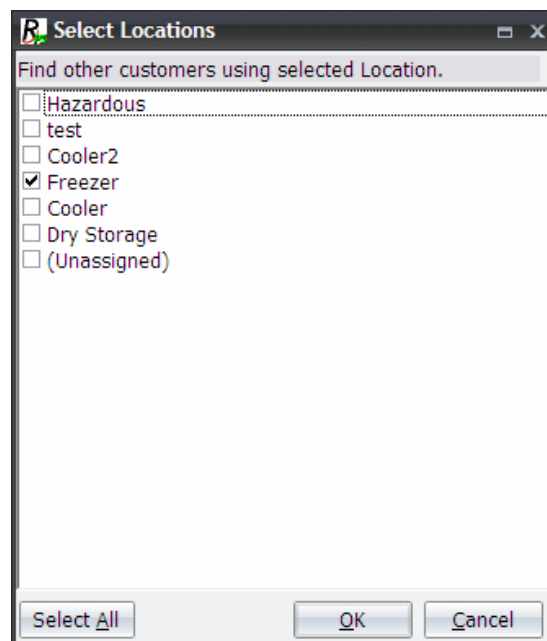 R Select Locations
Find other customers using selected Location.
Hazardous
test
Cooler2
Freezer
Cooler
Dry Storage
(Unassigned)
Select All OK Cancel